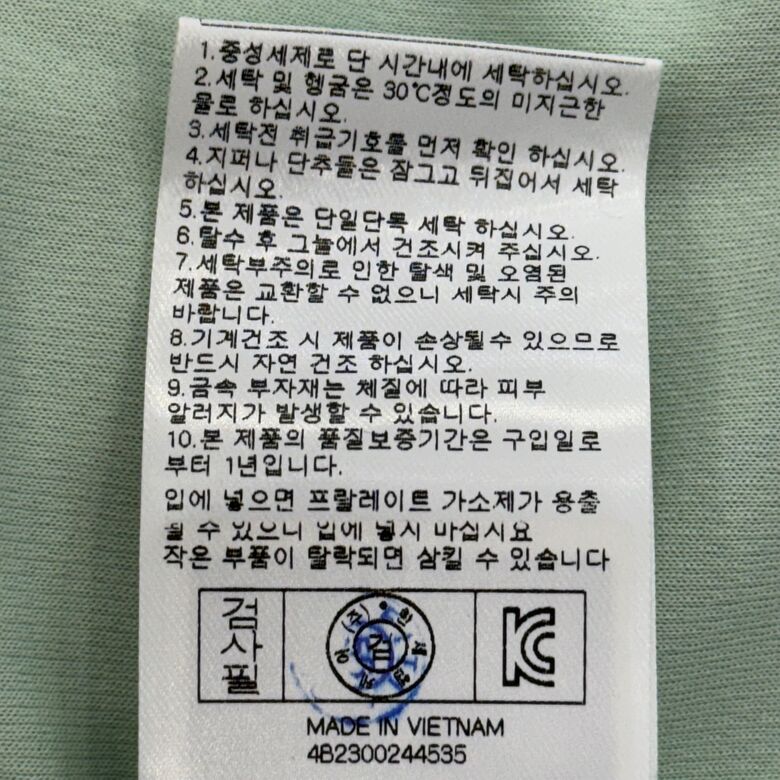 1.중성세제로 단 시간내에 세탁하십시오.
2.세탁 및 헹굼은 30℃정도의 미지근한
물로 하십시오.
3.세탁전 취급기호를 먼저 확인 하십시오.
4.지퍼나 단추들은 잠그고 뒤집어서 세탁
하십시오.
5.본 제품은 단일단독 세탁 하십시오.
6.탈수 후 그늘에서 건조시켜 주십시오.
7.세탁부주의로 인한 탈색 및 오염된
제품은 교환할 수 없으니 세탁시 주의
바랍니다.
8.기계건조 시 제품이 손상될수 있으므로
반드시 자연 건조 하십시오.
9.금속 부자재는 체질에 따라 피부
알러지가 발생할 수 있습니다.
10.본 제품의 품질보증기간은 구입일로
부터 1년입니다.
입에 넣으면 프탈레이트 가소제가 용출
될 수 있으니 입에 넣지 마십시요
작은 부품이 탈락되면 삼킬 수 있습니다
검사필
(주)한세엠케이
검
KC
MADE IN VIETNAM
4B2300244535